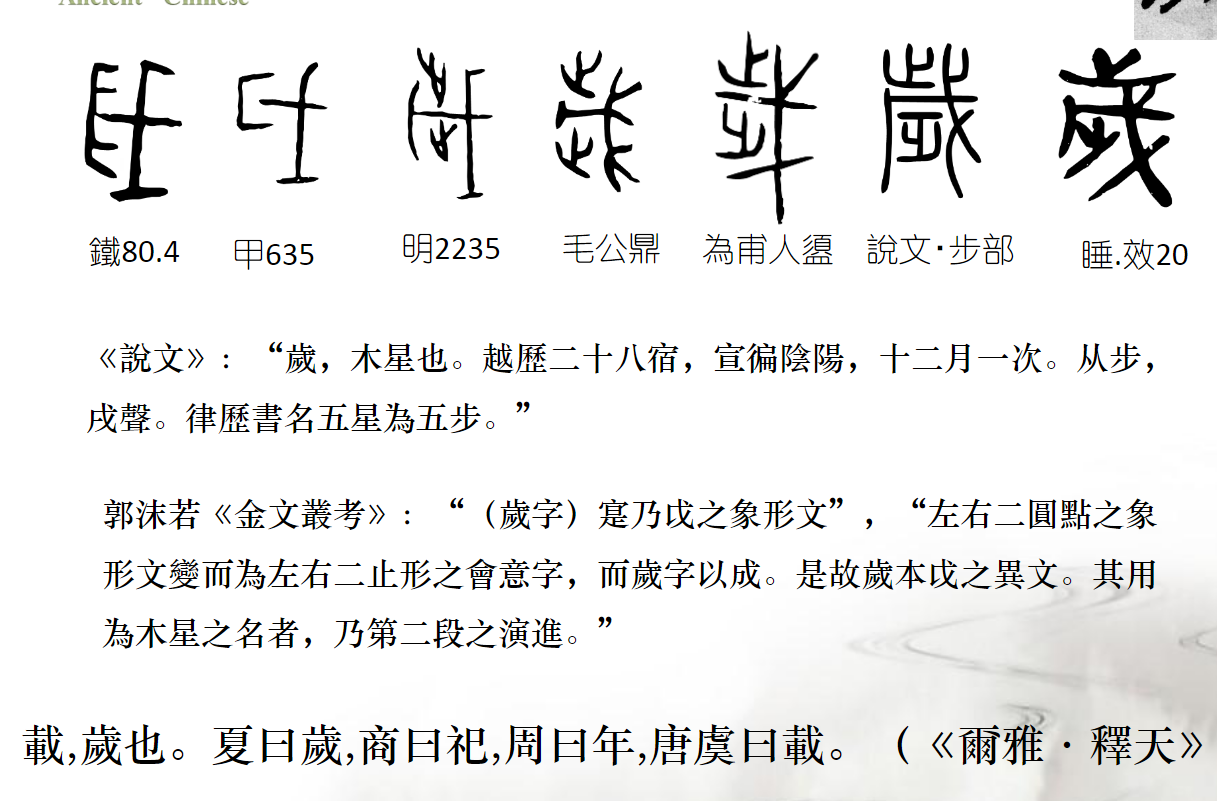 Ancient Chinese
鐵80.4 甲635 明2235 毛公鼎 為甫人盨 說文·步部 睡.效20
《說文》：“歲，木星也。越歷二十八宿，宣徧陰陽，十二月一次。从步，
戌聲。律歷書名五星為五步。”
郭沫若《金文叢考》：“（歲字）寔乃戉之象形文”，“左右二圓點之象
形文變而為左右二止形之會意字，而歲字以成。是故歲本戉之異文。其用
為木星之名者，乃第二段之演進。”
載,歲也。夏曰歲,商曰祀,周曰年,唐虞曰載。（《爾雅·釋天》